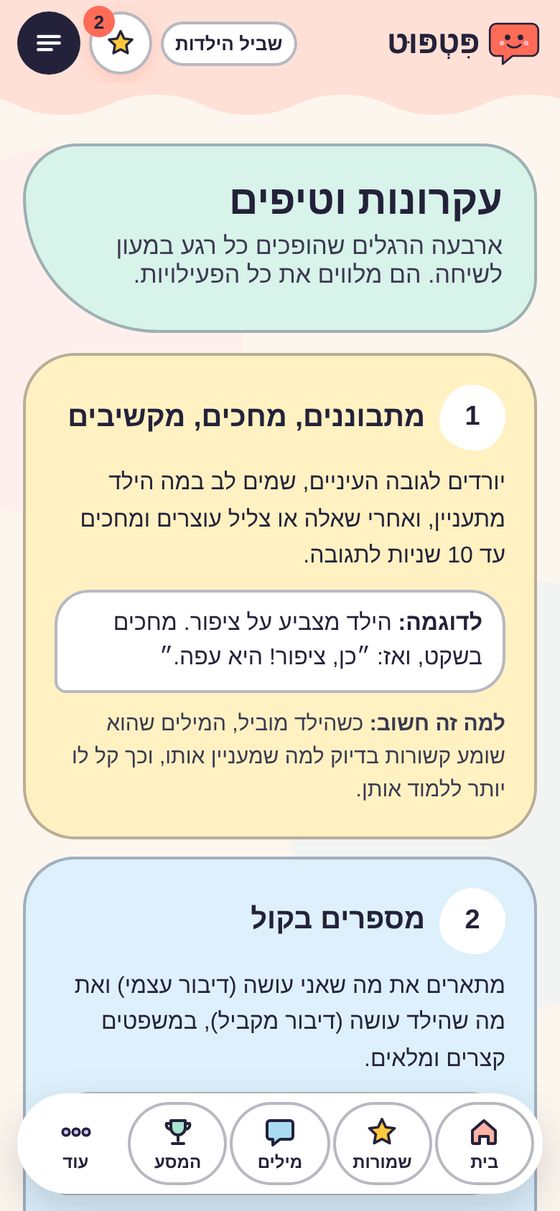 פִּטְפּוּט
שביל הילדות
2
עקרונות וטיפים
ארבעה הרגלים שהופכים כל רגע במעון
לשיחה. הם מלווים את כל הפעילויות.
1
מתבוננים, מחכים, מקשיבים
יורדים לגובה העיניים, שמים לב במה הילד
מתעניין, ואחרי שאלה או צליל עוצרים ומחכים
עד 10 שניות לתגובה.
לדוגמה: הילד מצביע על ציפור. מחכים
בשקט, ואז: ״כן, ציפור! היא עפה.״
למה זה חשוב: כשהילד מוביל, המילים שהוא
שומע קשורות בדיוק למה שמעניין אותו, וכך קל לו
יותר ללמוד אותן.
2
מספרים בקול
מתארים את מה שאני עושה (דיבור עצמי) ואת
מה שהילד עושה (דיבור מקביל), במשפטים
קצרים ומלאים.
בית
שמורות
מילים
המסע
עוד